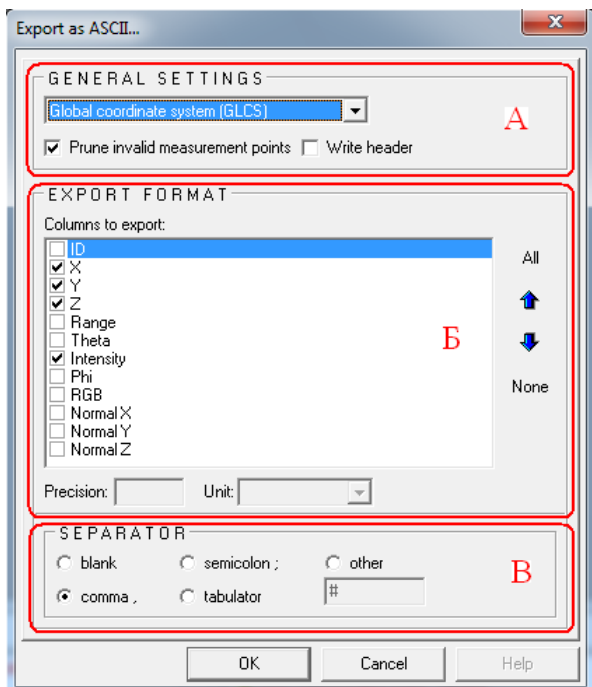 Export as ASCII...
GENERAL SETTINGS
Global coordinate system (GLCS)
А
Prune invalid measurement points Write header
EXPORT FORMAT
Columns to export:
ID
X
Y
Z
Range
Theta
Intensity
Phi
RGB
Normal X
Normal Y
Normal Z
All
Б
None
Precision: Unit:
SEPARATOR
blank semicolon ; other
comma , tabulator #
В
OK Cancel Help